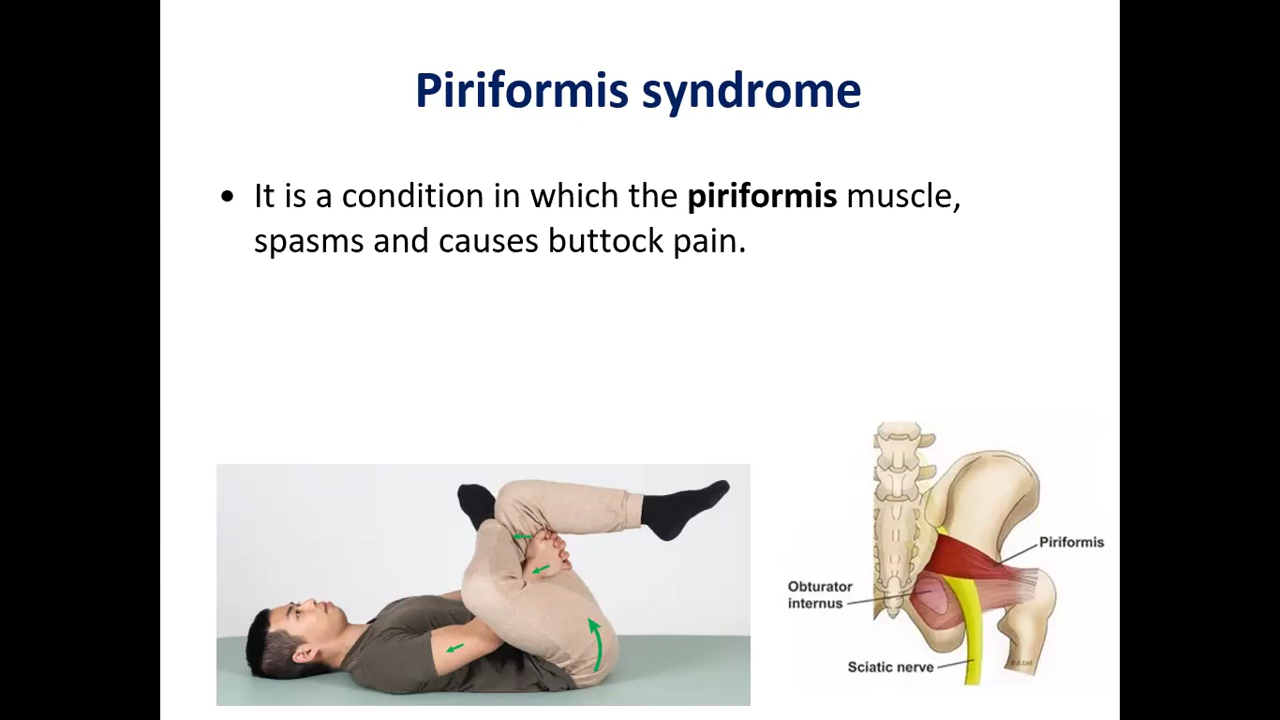 Piriformis syndrome
• It is a condition in which the piriformis muscle,
spasms and causes buttock pain.
Piriformis
Obturator
internus
Sciatic nerve